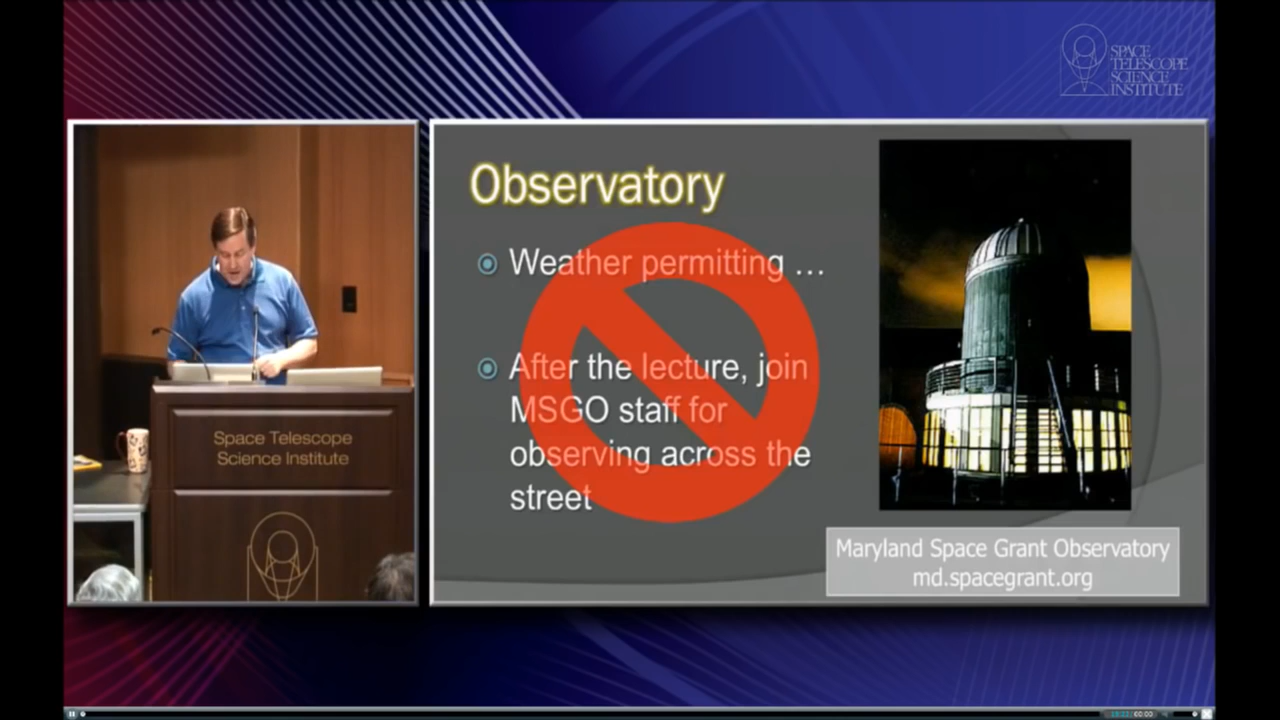 SPACE
TELESCOPE
SCIENCE
INSTITUTE
Observatory
Weather permitting …
After the lecture, join
MSGO staff for
observing across the
street
Maryland Space Grant Observatory
md.spacegrant.org
Space Telescope
Science Institute